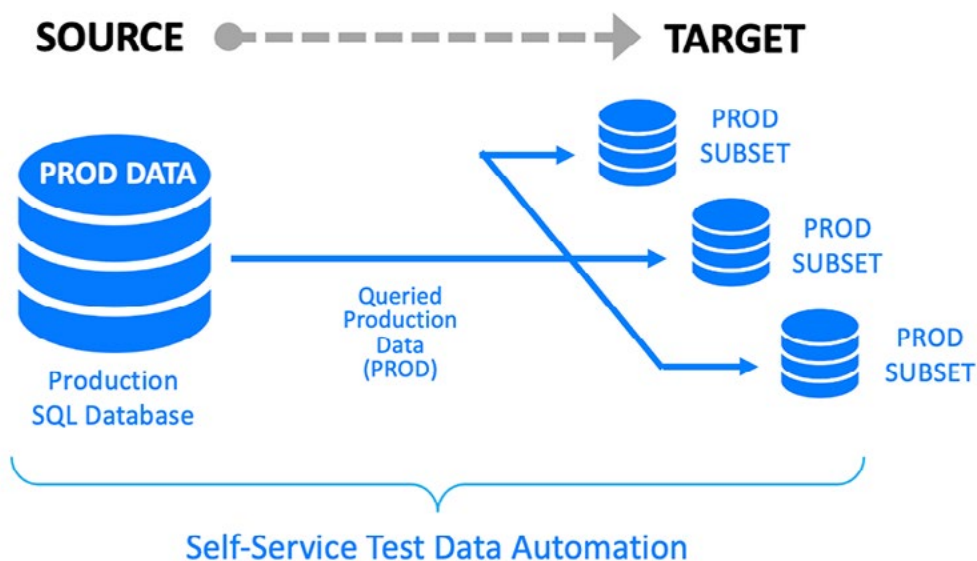 SOURCE
TARGET
PROD DATA
PROD
SUBSET
PROD
SUBSET
PROD
SUBSET
Queried
Production
Data
(PROD)
Production
SQL Database
Self-Service Test Data Automation